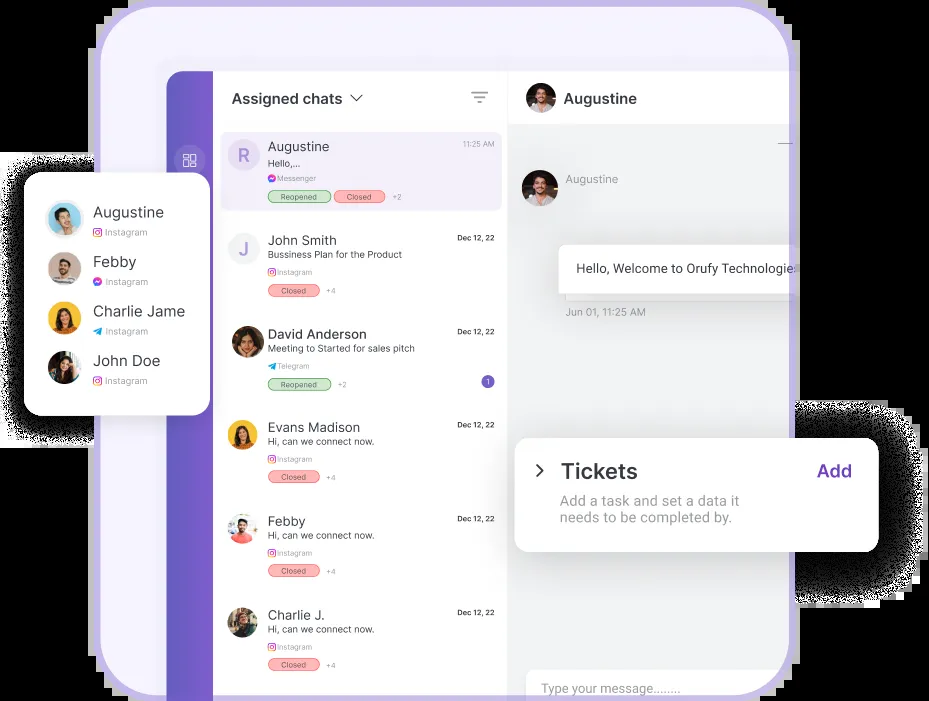 Assigned chats
R
Augustine
11:25 AM
Hello,...
Messenger
Reopened
Closed
+2
J
John Smith
Dec 12, 22
Bussiness Plan for the Product
Instagram
Closed
+4
David Anderson
Dec 12, 22
Meeting to Started for sales pitch
Telegram
Reopened
+2
1
Evans Madison
Dec 12, 22
Hi, can we connect now.
Instagram
Closed
+4
Febby
Dec 12, 22
Hi, can we connect now.
Instagram
Closed
+4
Charlie J.
Dec 12, 22
Hi, can we connect now.
Instagram
Closed
+4
Augustine
Instagram
Febby
Instagram
Charlie Jame
Instagram
John Doe
Instagram
Augustine
Augustine
Hello, Welcome to Orufy Technologies
Jun 01, 11:25 AM
Tickets
Add
Add a task and set a data it
needs to be completed by.
Type your message........